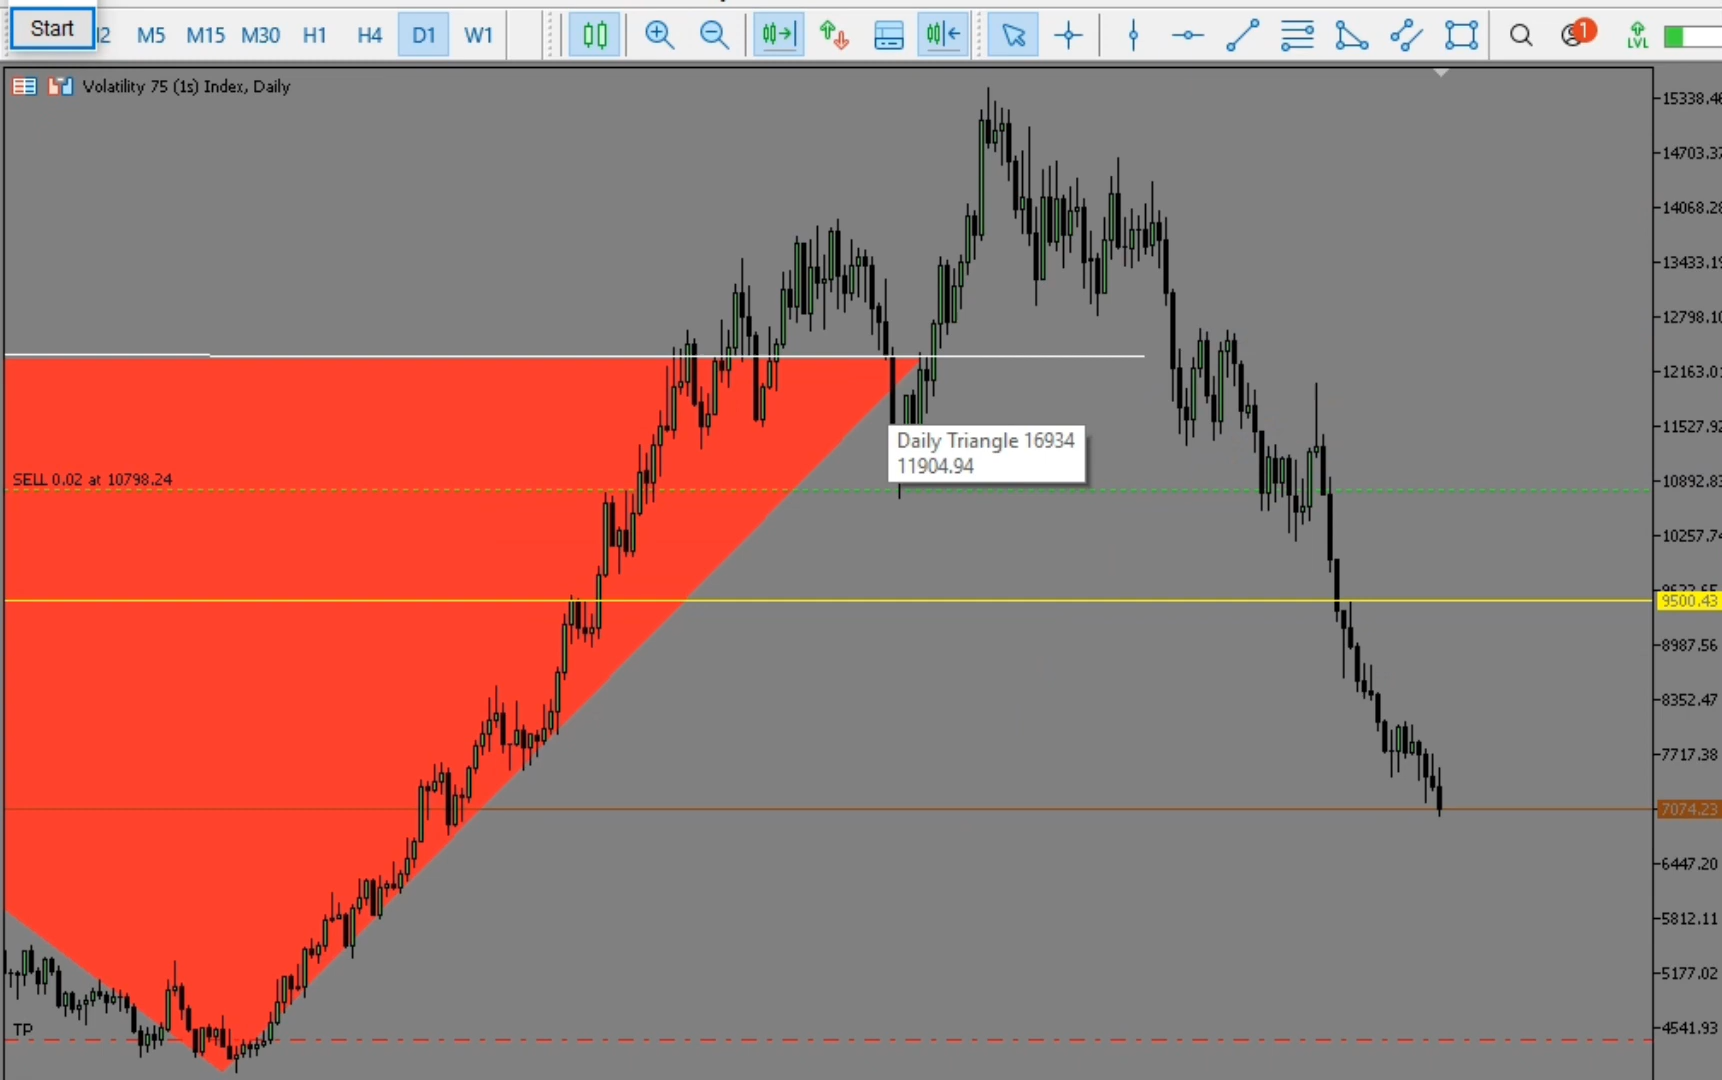 Start
M5 M15 M30 H1 H4 D1 W1
1
LVL
Volatility 75 (1s) Index, Daily
15338.46
14703.37
14068.28
13433.19
12798.10
12163.01
11527.92
Daily Triangle 16934
11904.94
SELL 0.02 at 10798.24
10892.83
10257.74
9500.43
8987.56
8352.47
7717.38
7074.23
6447.20
5812.11
5177.02
TP
4541.93